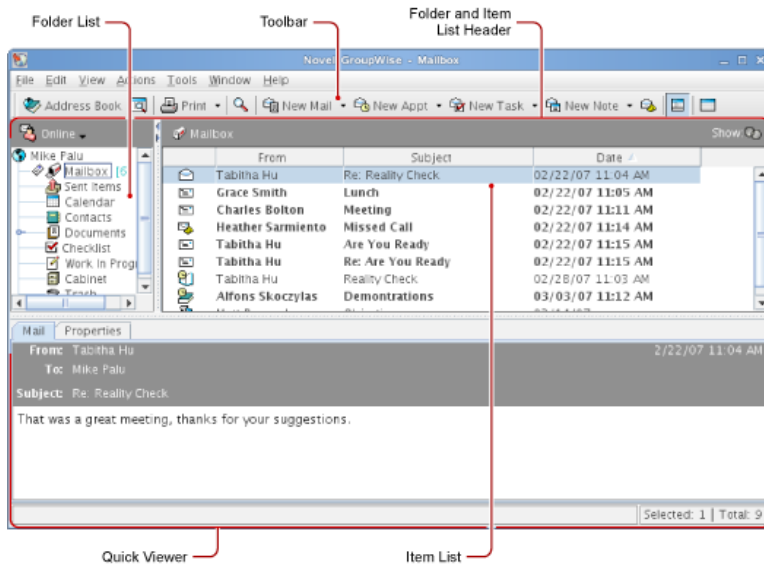 Folder List
Toolbar
Folder and Item
List Header
Novell GroupWise - Mailbox
File Edit View Actions Tools Window Help
Address Book Print New Mail New Appt New Task New Note
Online
Mailbox
Show
Mike Palu
Mailbox [6
Sent Items
Calendar
Contacts
Documents
Checklist
Work In Progr
Cabinet
Trash
From Subject Date
Tabitha Hu Re: Reality Check 02/22/07 11:04 AM
Grace Smith Lunch 02/22/07 11:05 AM
Charles Bolton Meeting 02/22/07 11:11 AM
Heather Sarmiento Missed Call 02/22/07 11:14 AM
Tabitha Hu Are You Ready 02/22/07 11:15 AM
Tabitha Hu Re: Are You Ready 02/22/07 11:15 AM
Tabitha Hu Reality Check 02/28/07 11:03 AM
Alfons Skoczylas Demontrations 03/03/07 11:12 AM
Mail Properties
From: Tabitha Hu 2/22/07 11:04 AM
To: Mike Palu
Subject: Re: Reality Check
That was a great meeting, thanks for your suggestions.
Selected: 1 | Total: 9
Quick Viewer
Item List